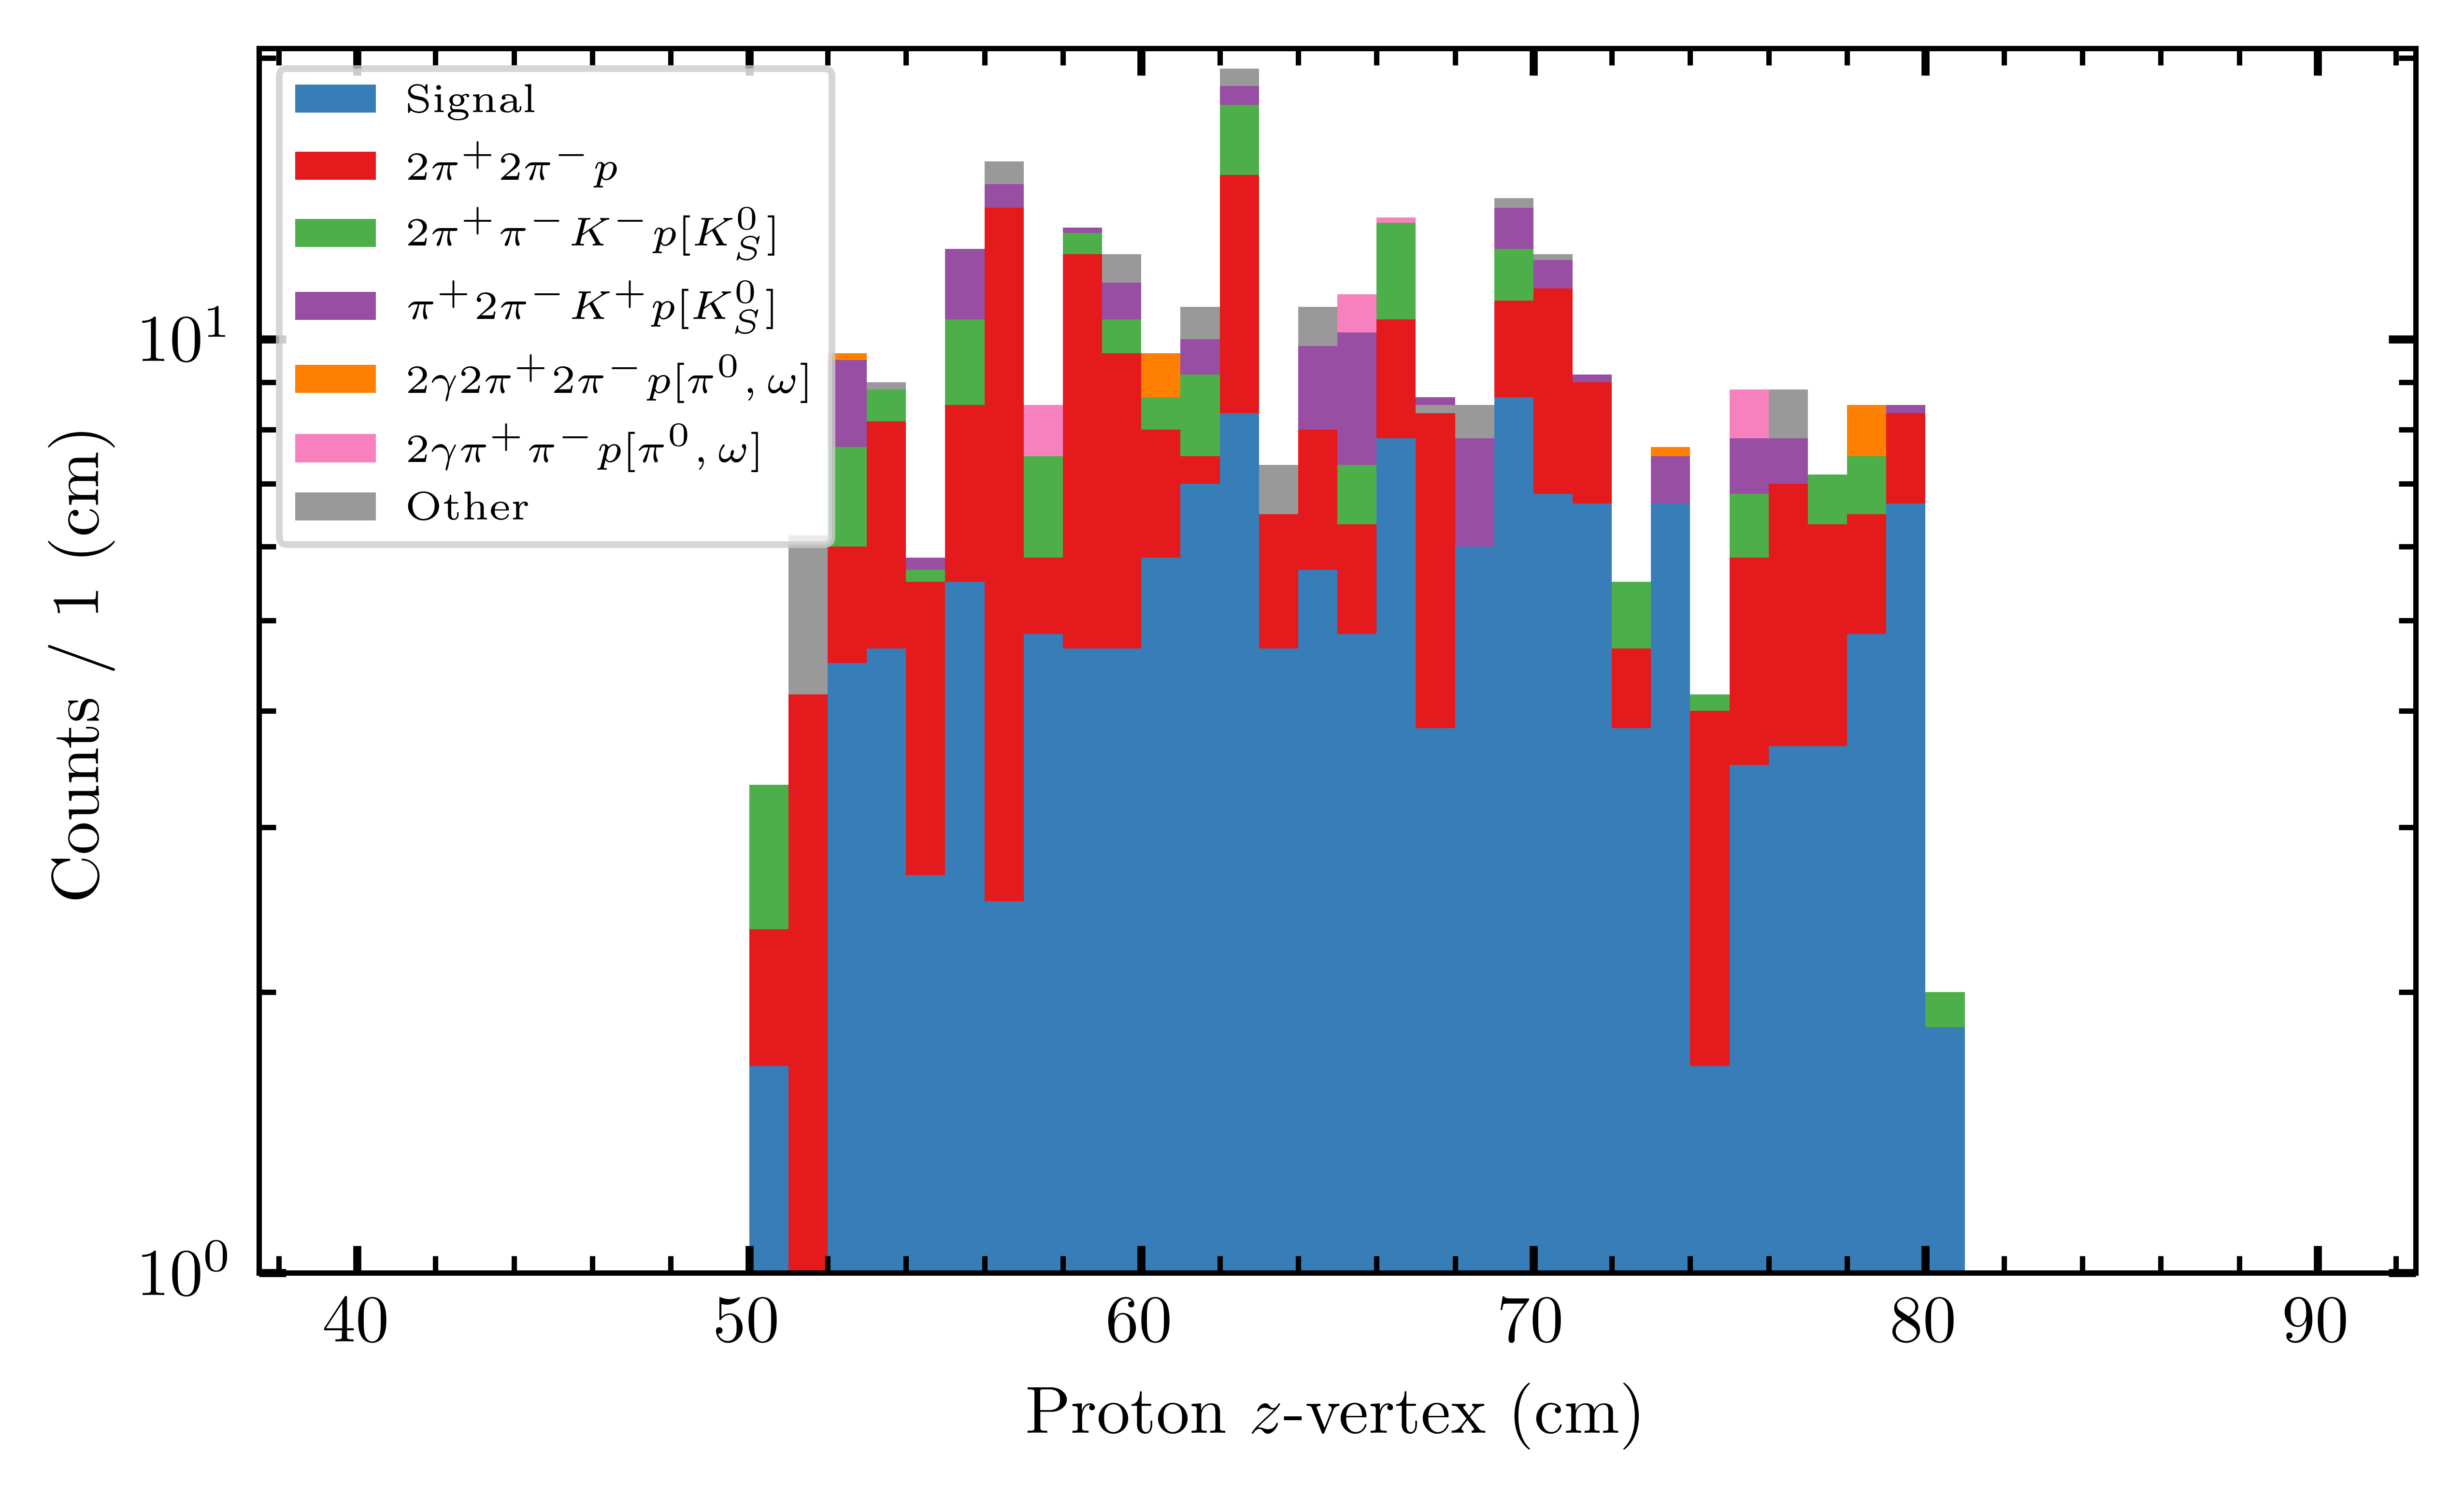 Signal
2π⁺2π⁻p
2π⁺π⁻K⁻p[K⁰_S]
π⁺2π⁻K⁺p[K⁰_S]
2γ2π⁺2π⁻p[π⁰, ω]
2γπ⁺π⁻p[π⁰, ω]
Other
Counts / 1 (cm)
10¹
10⁰
40 50 60 70 80 90
Proton z-vertex (cm)